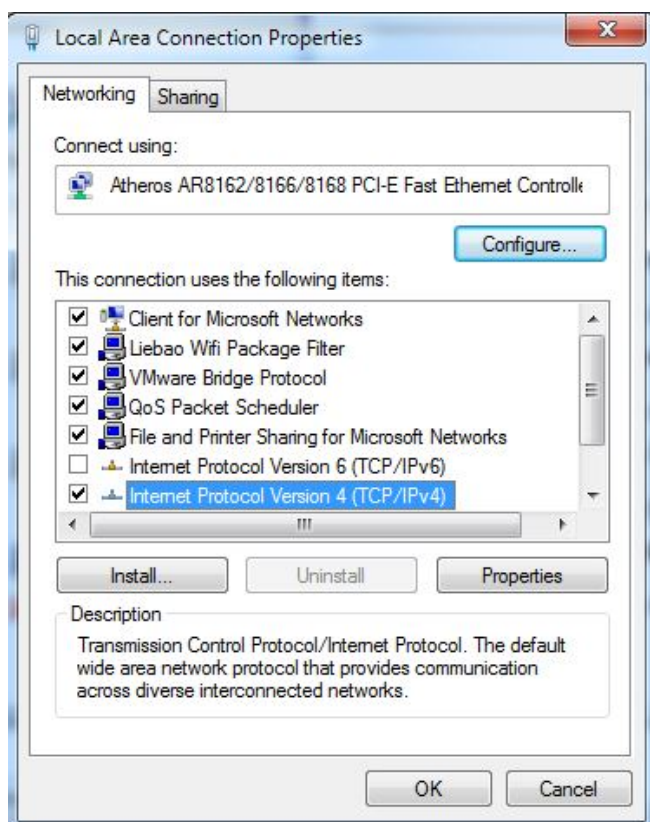 Local Area Connection Properties
Networking
Sharing
Connect using:
Atheros AR8162/8166/8168 PCI-E Fast Ethernet Controlle
Configure...
This connection uses the following items:
Client for Microsoft Networks
Liebao Wifi Package Filter
VMware Bridge Protocol
QoS Packet Scheduler
File and Printer Sharing for Microsoft Networks
Internet Protocol Version 6 (TCP/IPv6)
Internet Protocol Version 4 (TCP/IPv4)
Install...
Uninstall
Properties
Description
Transmission Control Protocol/Internet Protocol. The default
wide area network protocol that provides communication
across diverse interconnected networks.
OK
Cancel